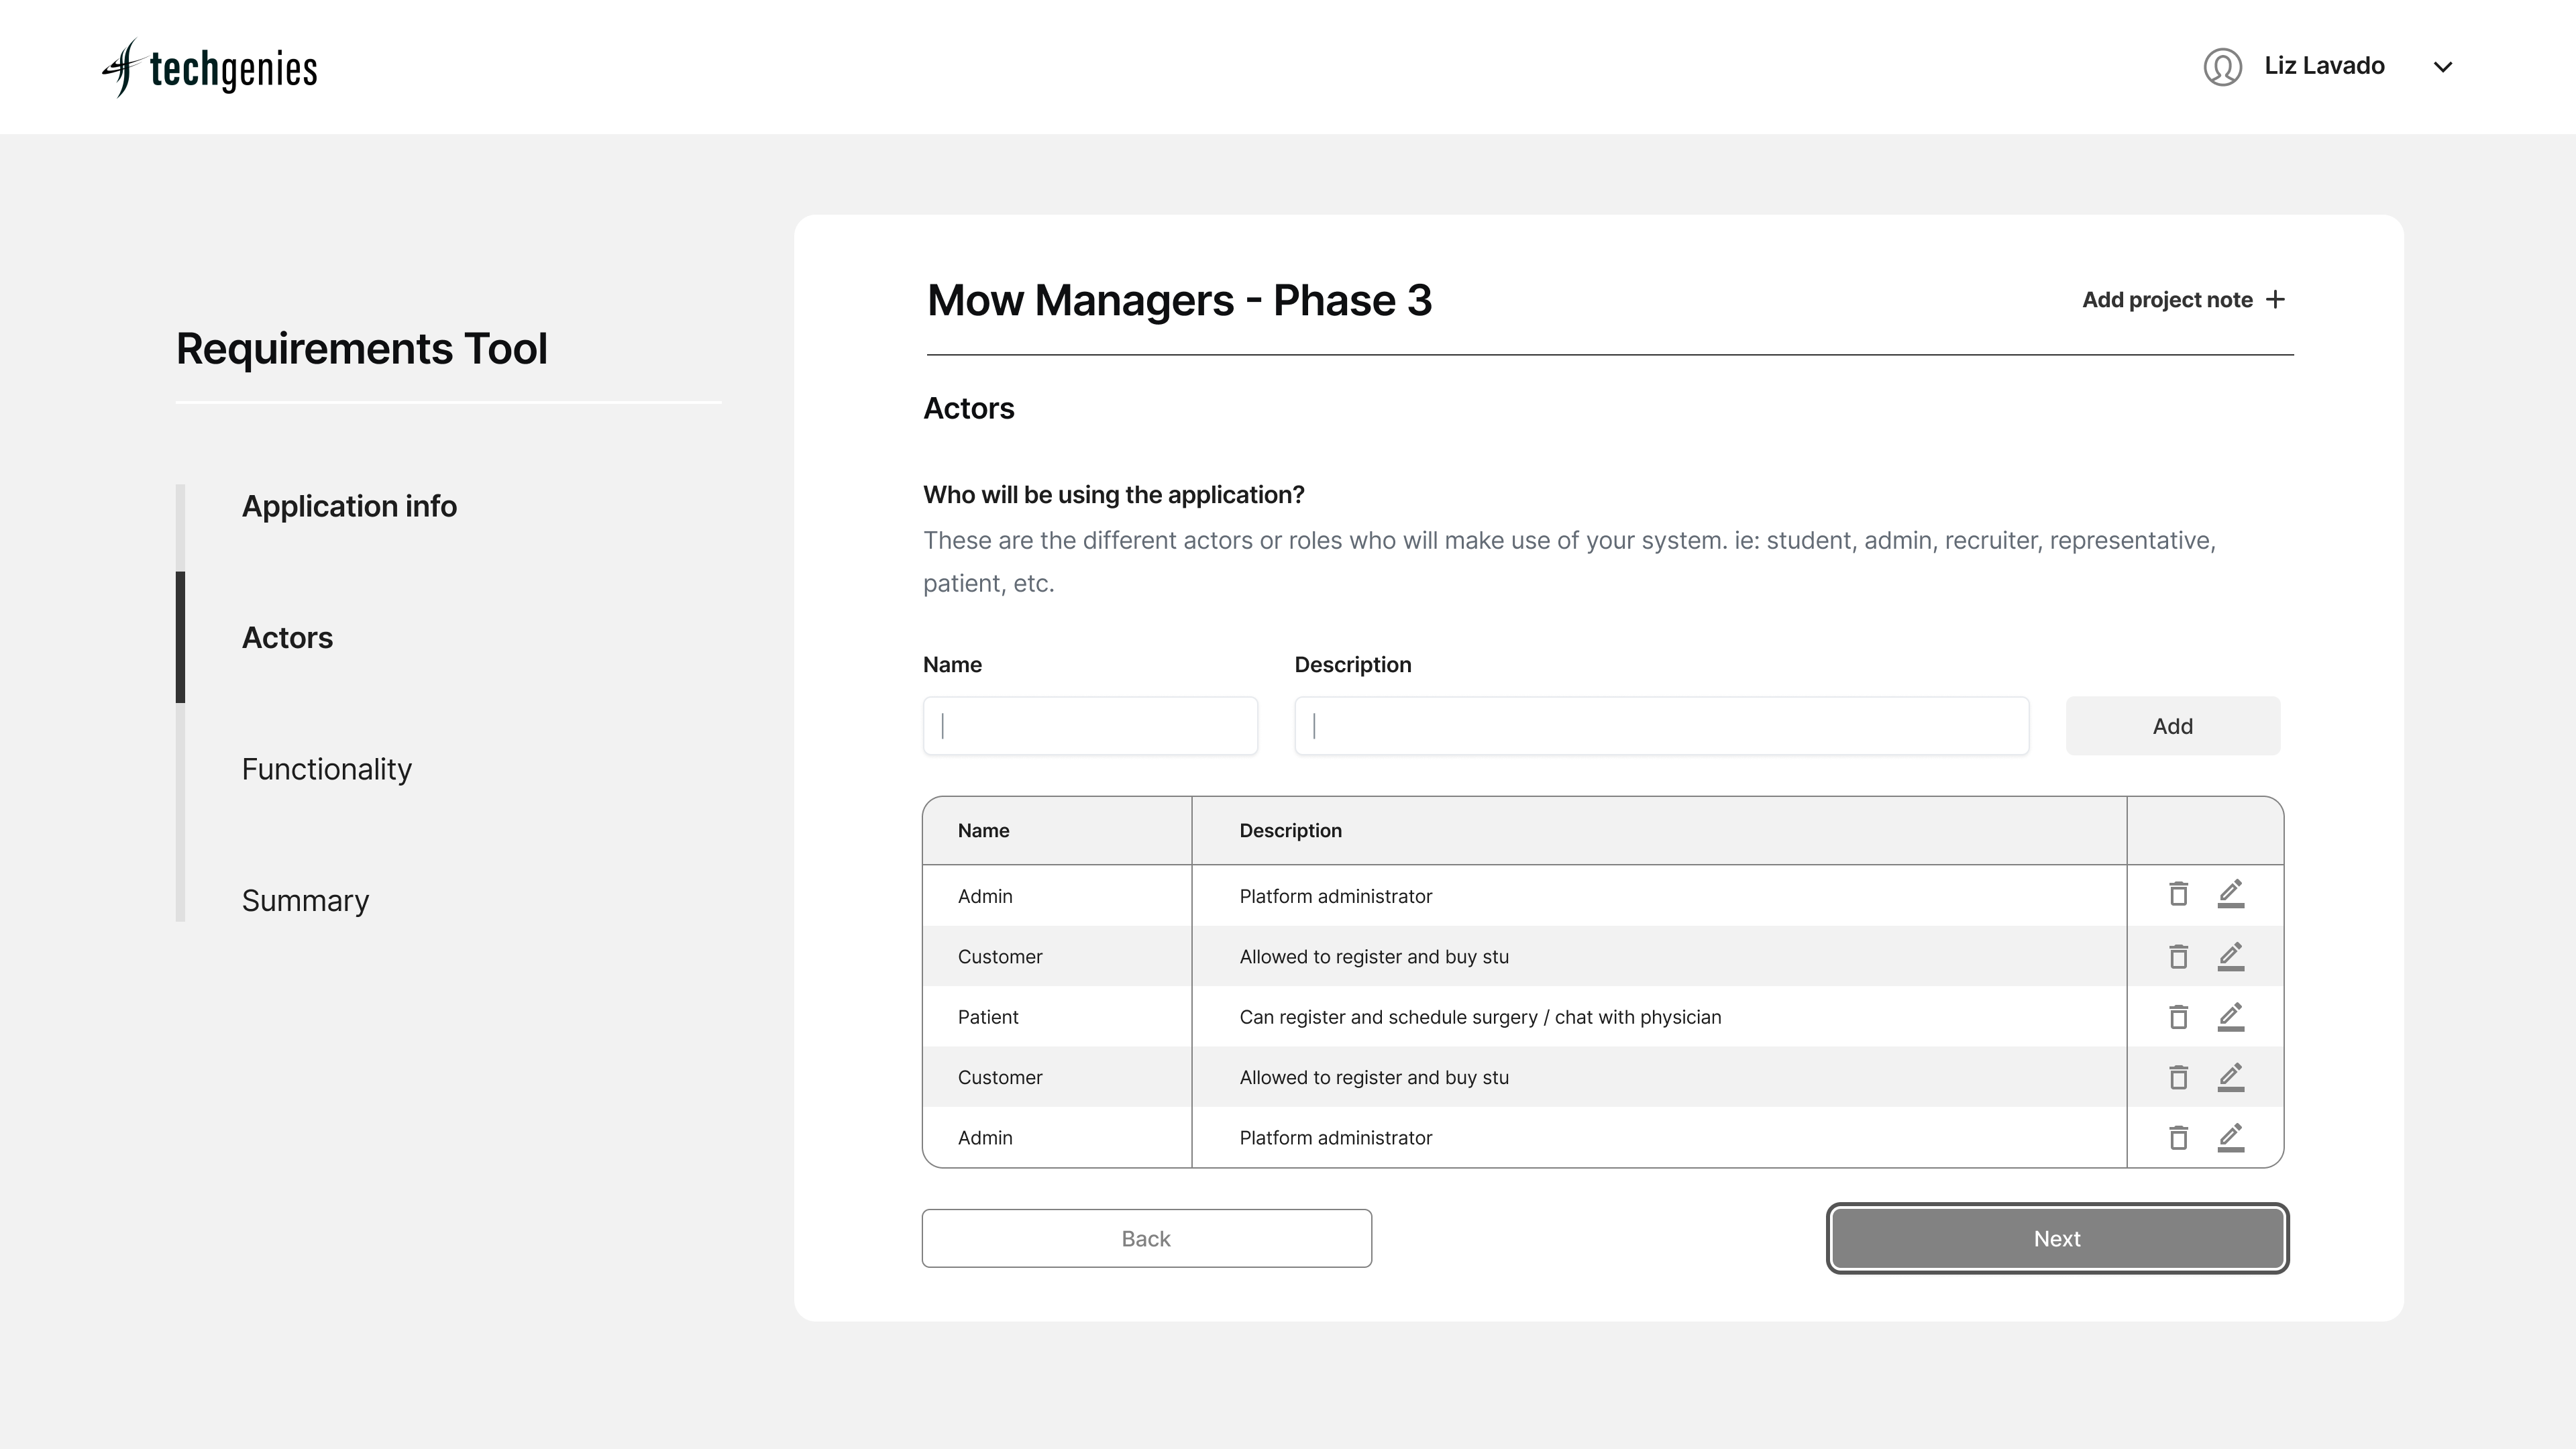 techgenies
Liz Lavado
Requirements Tool
Application info
Actors
Functionality
Summary
Mow Managers - Phase 3
Add project note +
Actors
Who will be using the application?
These are the different actors or roles who will make use of your system. ie: student, admin, recruiter, representative,
patient, etc.
Name Description
Add
Name Description
Admin Platform administrator
Customer Allowed to register and buy stu
Patient Can register and schedule surgery / chat with physician
Customer Allowed to register and buy stu
Admin Platform administrator
Back Next